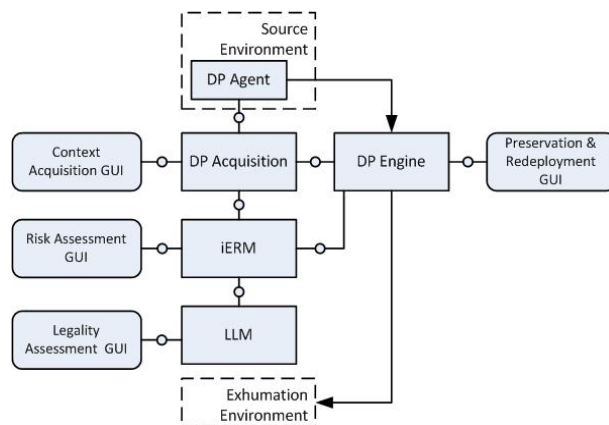 Source
Environment
DP Agent
Context
Acquisition GUI
DP Acquisition
DP Engine
Preservation &
Redeployment
GUI
Risk Assessment
GUI
iERM
Legality
Assessment GUI
LLM
Exhumation
Environment